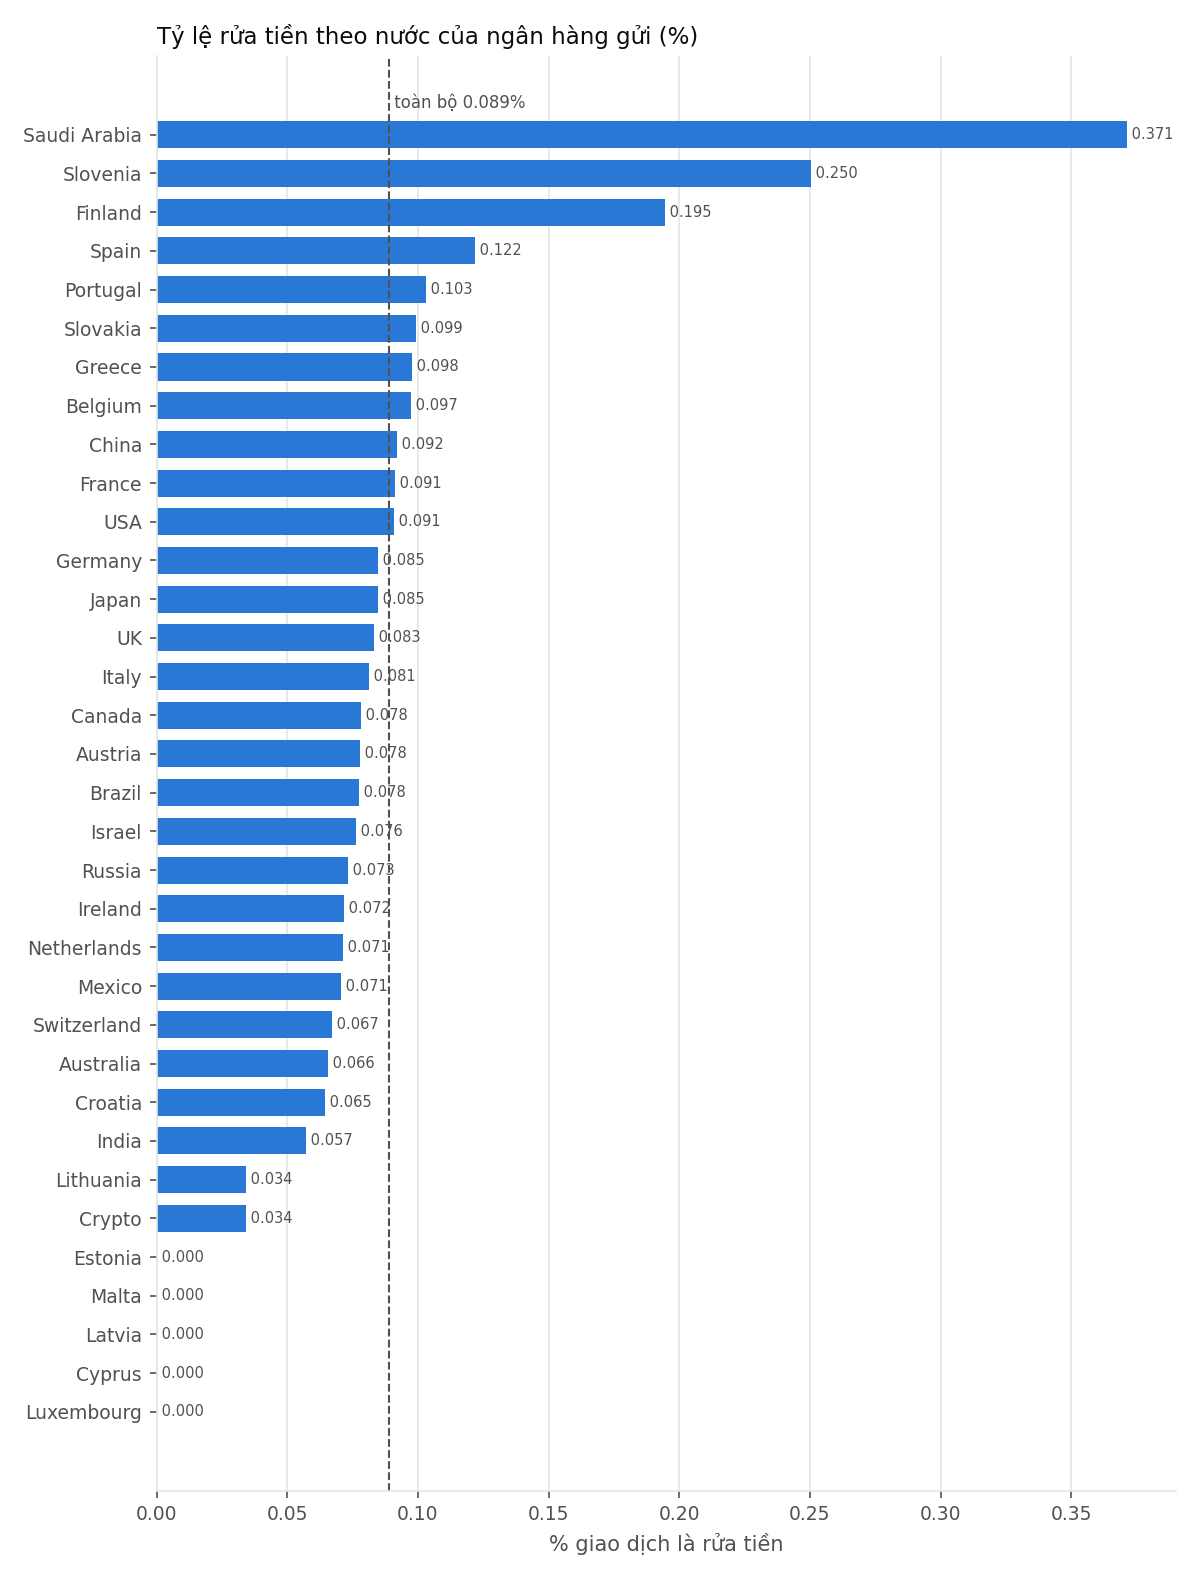 Tỷ lệ rửa tiền theo nước của ngân hàng gửi (%)
toàn bộ 0.089%
Saudi Arabia 0.371
Slovenia 0.250
Finland 0.195
Spain 0.122
Portugal 0.103
Slovakia 0.099
Greece 0.098
Belgium 0.097
China 0.092
France 0.091
USA 0.091
Germany 0.085
Japan 0.085
UK 0.083
Italy 0.081
Canada 0.078
Austria 0.078
Brazil 0.078
Israel 0.076
Russia 0.073
Ireland 0.072
Netherlands 0.071
Mexico 0.071
Switzerland 0.067
Australia 0.066
Croatia 0.065
India 0.057
Lithuania 0.034
Crypto 0.034
Estonia 0.000
Malta 0.000
Latvia 0.000
Cyprus 0.000
Luxembourg 0.000
0.00 0.05 0.10 0.15 0.20 0.25 0.30 0.35
% giao dịch là rửa tiền